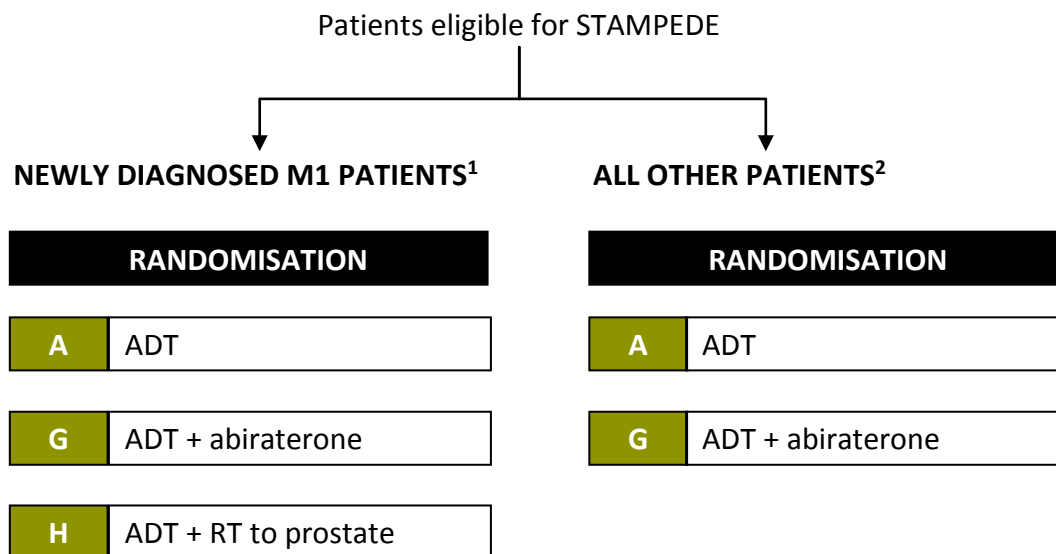 Patients eligible for STAMPEDE
NEWLY DIAGNOSED M1 PATIENTS¹
ALL OTHER PATIENTS²
RANDOMISATION
RANDOMISATION
A ADT
A ADT
G ADT + abiraterone
G ADT + abiraterone
H ADT + RT to prostate